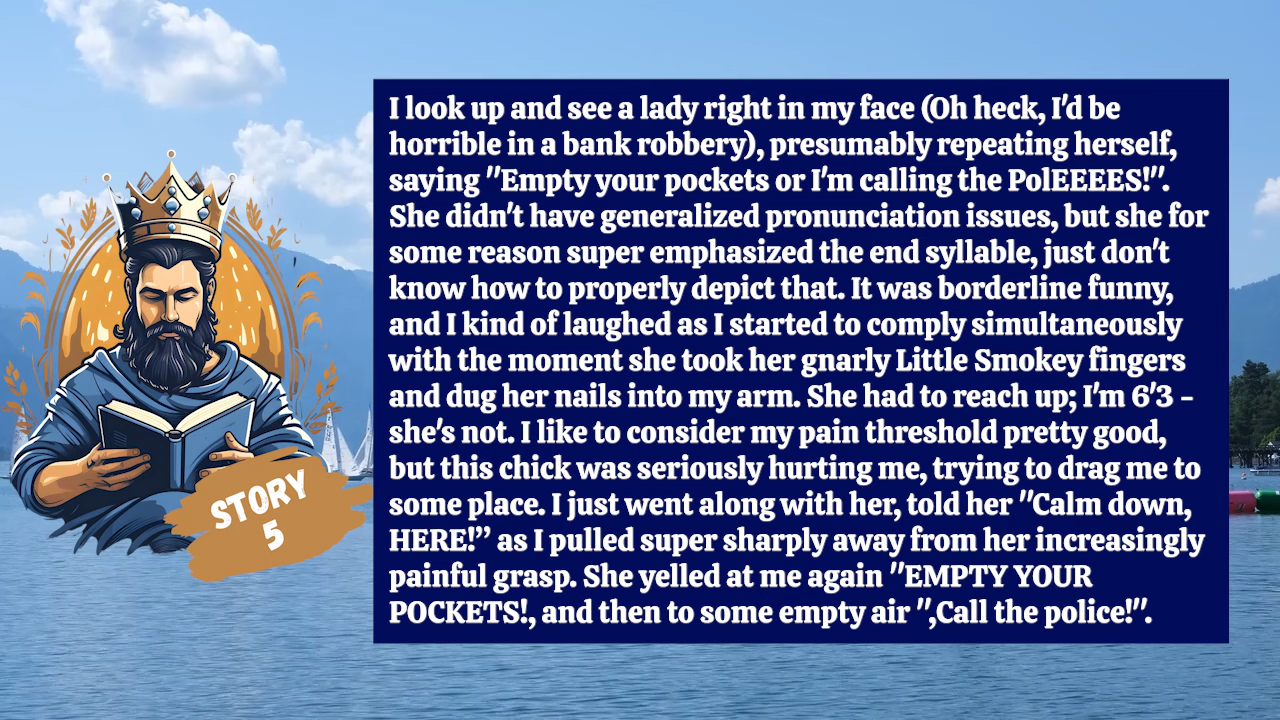 I look up and see a lady right in my face (Oh heck, I'd be
horrible in a bank robbery), presumably repeating herself,
saying "Empty your pockets or I'm calling the PolEEEES!".
She didn't have generalized pronunciation issues, but she for
some reason super emphasized the end syllable, just don't
know how to properly depict that. It was borderline funny,
and I kind of laughed as I started to comply simultaneously
with the moment she took her gnarly Little Smokey fingers
and dug her nails into my arm. She had to reach up; I'm 6'3 -
she's not. I like to consider my pain threshold pretty good,
but this chick was seriously hurting me, trying to drag me to
some place. I just went along with her, told her "Calm down,
HERE!” as I pulled super sharply away from her increasingly
painful grasp. She yelled at me again "EMPTY YOUR
POCKETS!, and then to some empty air ",Call the police!".
STORY
5